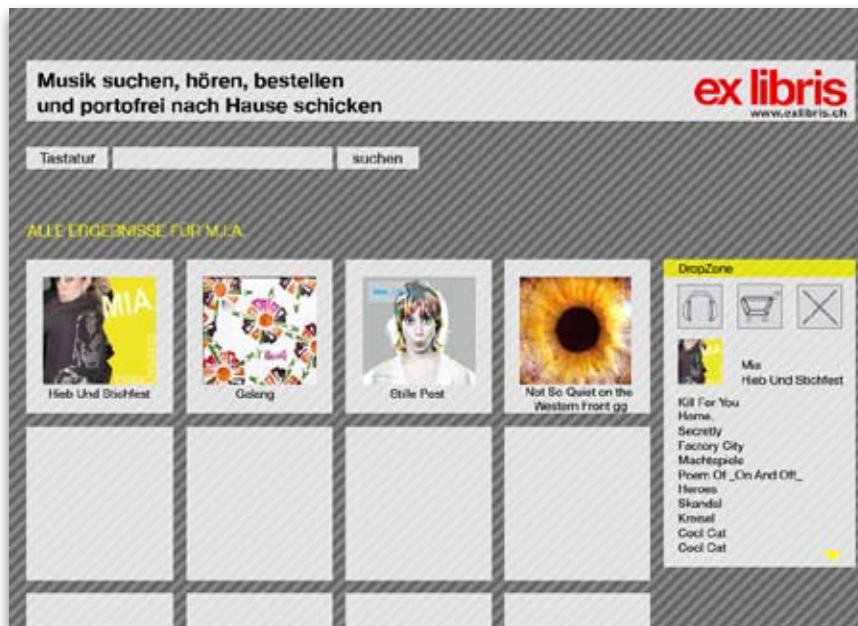 Musik suchen, hören, bestellen
und portofrei nach Hause schicken
ex libris
www.exlibris.ch
Tastatur
suchen
ALLE ERGEBNISSE FÜR M.I.A.
MIA
Hieb Und Stichfest
Gelang
Stille Post
Not So Quiet on the
Western Front gg
DropZone
Mia
Hieb Und Stichfest
Kill For You
Home.
Secretly
Factory City
Machtspiele
Poem Of _On And Off_
Heroes
Skandal
Kreisel
Cool Cat
Cool Cat